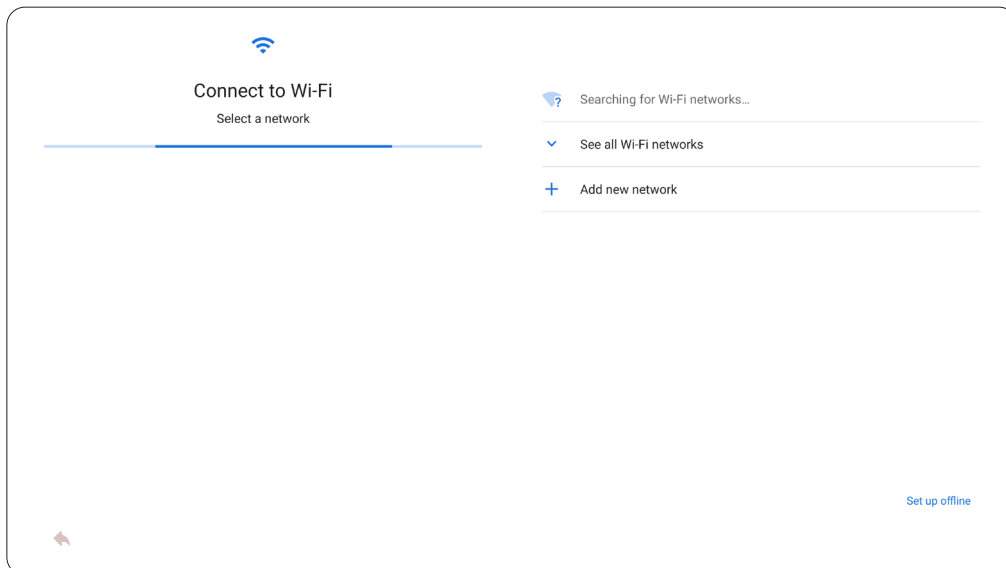 Connect to Wi-Fi
Select a network
Searching for Wi-Fi networks…
See all Wi-Fi networks
Add new network
Set up offline